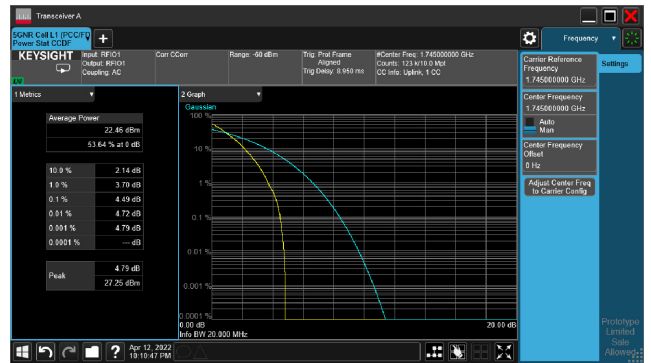 Transceiver A
5GNR Cell L1 (PCC/FD
Power Stat CCDF
Frequency
KEYSIGHT
Input: RFIO1
Output: RFIO1
Coupling: AC
Corr CCorr
Range: -60 dBm
Trig: Prot Frame
Aligned
Trig Delay: 8.950 ms
#Center Freq: 1.745000000 GHz
Counts: 123 k/10.0 Mpt
CC Info: Uplink, 1 CC
Carrier Reference
Frequency
1.745000000 GHz
Settings
Center Frequency
1.745000000 GHz
Auto
Man
Center Frequency
Offset
0 Hz
Adjust Center Freq
to Carrier Config
1 Metrics
Average Power
22.46 dBm
53.64 % at 0 dB
10.0 % 2.14 dB
1.0 % 3.70 dB
0.1 % 4.49 dB
0.01 % 4.72 dB
0.001 % 4.79 dB
0.0001 % --- dB
Peak
4.79 dB
27.25 dBm
2 Graph
Gaussian
100 %
10 %
1 %
0.1 %
0.01 %
0.001 %
0.0001 %
0.00 dB
20.00 dB
Info BW 20.000 MHz
Apr 12, 2022
10:10:47 PM
?
Prototype
Limited
Sale
Allowed